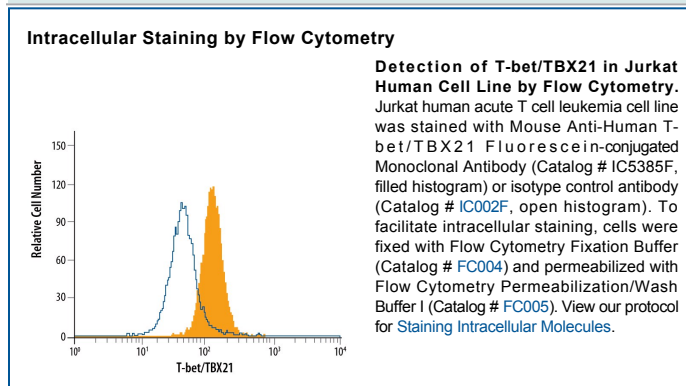 Intracellular Staining by Flow Cytometry
Detection of T-bet/TBX21 in Jurkat
Human Cell Line by Flow Cytometry.
Jurkat human acute T cell leukemia cell line
was stained with Mouse Anti-Human T-
bet/TBX21 Fluorescein-conjugated
Monoclonal Antibody (Catalog # IC5385F,
filled histogram) or isotype control antibody
(Catalog # IC002F, open histogram). To
facilitate intracellular staining, cells were
fixed with Flow Cytometry Fixation Buffer
(Catalog # FC004) and permeabilized with
Flow Cytometry Permeabilization/Wash
Buffer I (Catalog # FC005). View our protocol
for Staining Intracellular Molecules.
Relative Cell Number
150
120
90
60
30
0
10⁰ 10¹ 10² 10³ 10⁴
T-bet/TBX21